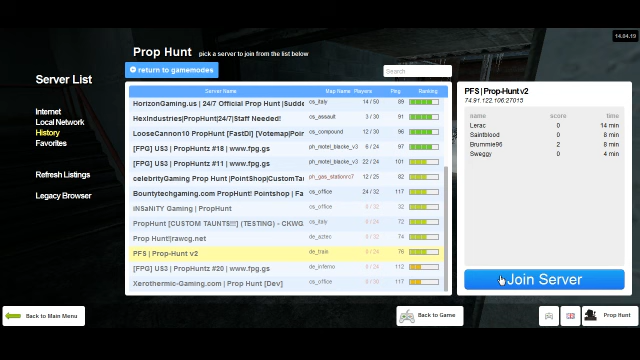 14.04.19
Prop Hunt pick a server to join from the list below
Server List
return to gamemodes
Search
Server Name Map Name Players Ping Ranking
HorizonGaming.us | 24/7 Official Prop Hunt |Sudde cs_italy 14 / 50 89
HexIndustries|PropHunt|24/7|Staff Needed! cs_assault 3 / 30 91
LooseCannon10 PropHunt [FastDl] [Votemap|Poin cs_compound 12 / 30 96
[FPG] US3 | PropHuntz #18 | www.fpg.gs ph_motel_blacke_v3 6 / 24 97
[FPG] US3 | PropHuntz #11 | www.fpg.gs ph_motel_blacke_v3 22 / 24 101
celebrityGaming Prop Hunt |PointShop|CustomTar ph_gas_stationrc7 12 / 25 82
Bountytechgaming.com PropHunt! Pointshop | Fa cs_office 24 / 32 117
iNSaNiTY Gaming | PropHunt cs_office 0 / 32 32
PropHunt [CUSTOM TAUNTS!!!] (TESTING) - CKWG. cs_italy 0 / 24 72
Prop Hunt|rawcg.net de_aztec 0 / 32 74
PFS | Prop-Hunt v2 de_train 0 / 24 76
[FPG] US3 | PropHuntz #20 | www.fpg.gs de_inferno 0 / 24 112
Xerothermic-Gaming.com | Prop Hunt [Dev] cs_office 117
Internet
Local Network
History
Favorites
Refresh Listings
Legacy Browser
PFS | Prop-Hunt v2
74.91.122.106:27015
name score time
Lerac 0 14 min
Saintblood 0 8 min
Brummie96 2 8 min
Sweggy 0 4 min
Join Server
Back to Main Menu
Back to Game
Prop Hunt